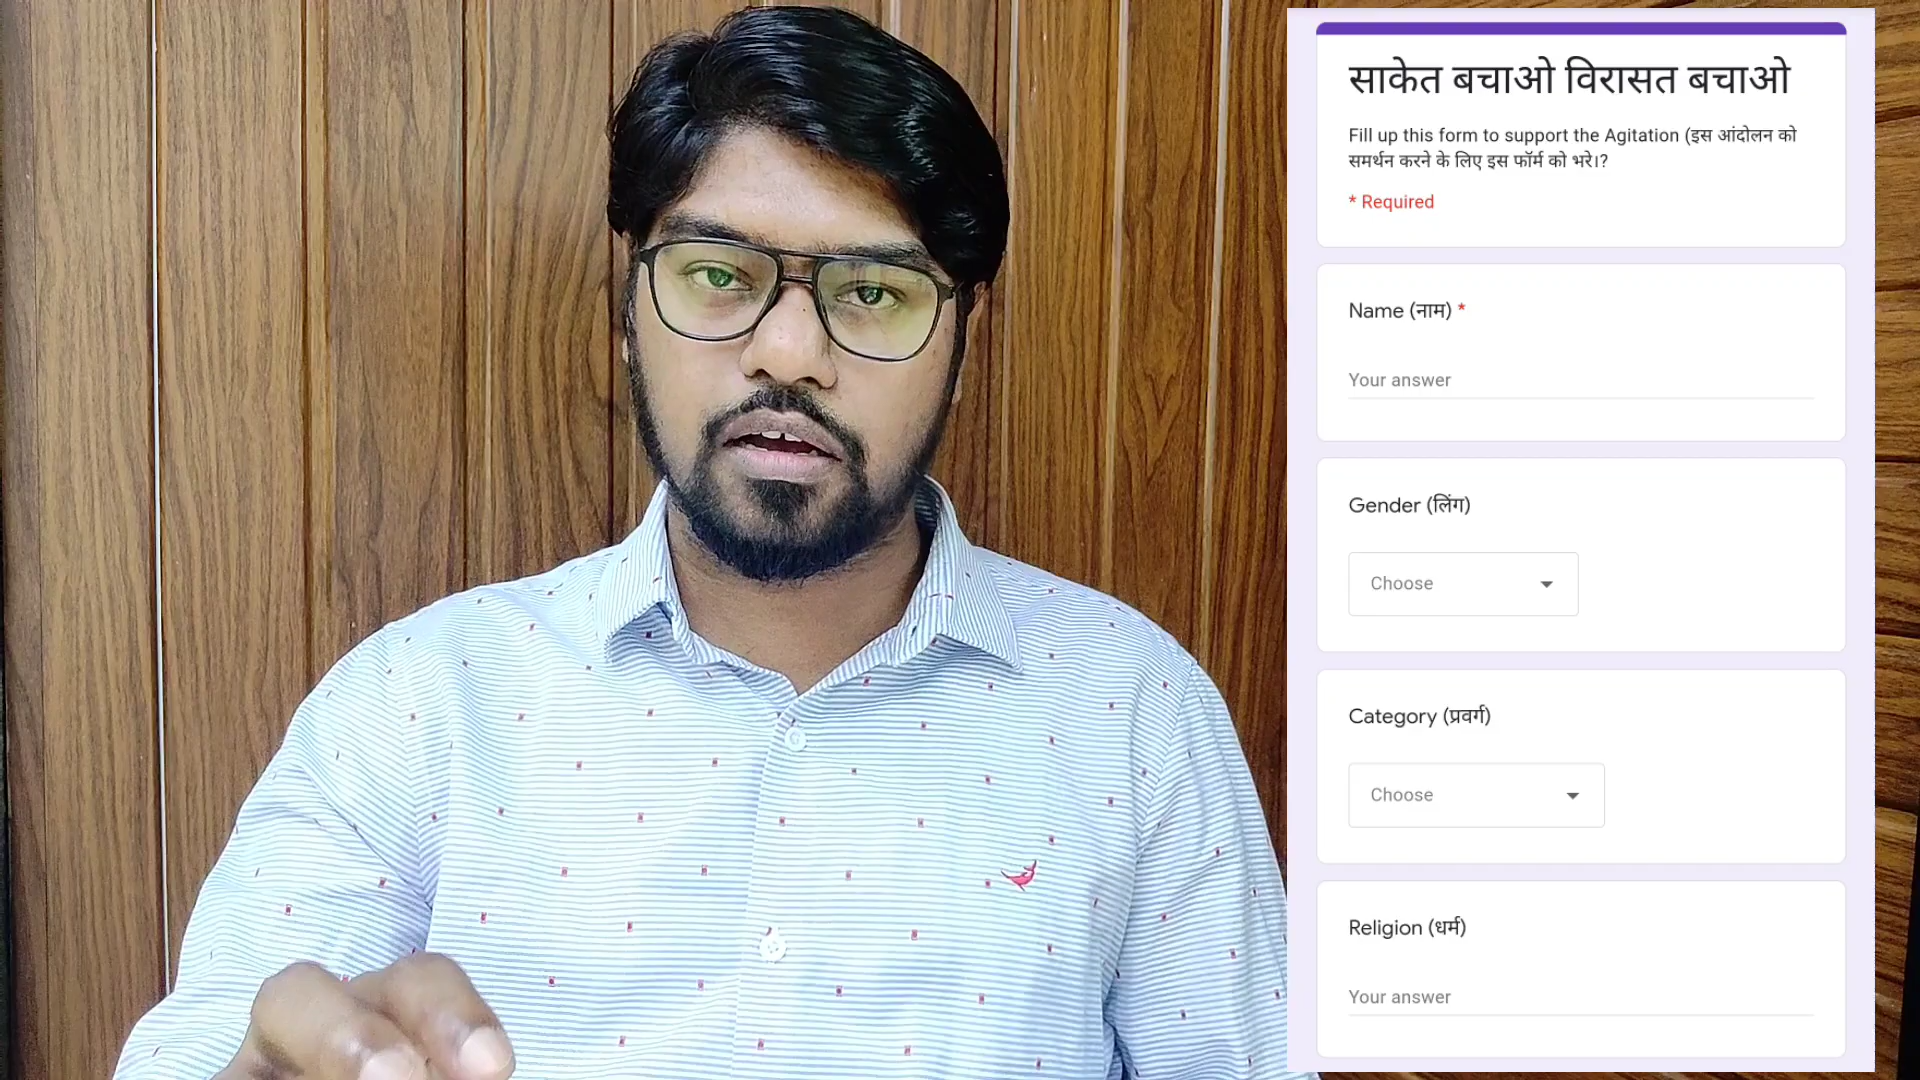 साकेत बचाओ विरासत बचाओ
Fill up this form to support the Agitation (इस आंदोलन को
समर्थन करने के लिए इस फॉर्म को भरे।?
* Required
Name (नाम) *
Your answer
Gender (लिंग)
Choose
Category (प्रवर्ग)
Choose
Religion (धर्म)
Your answer